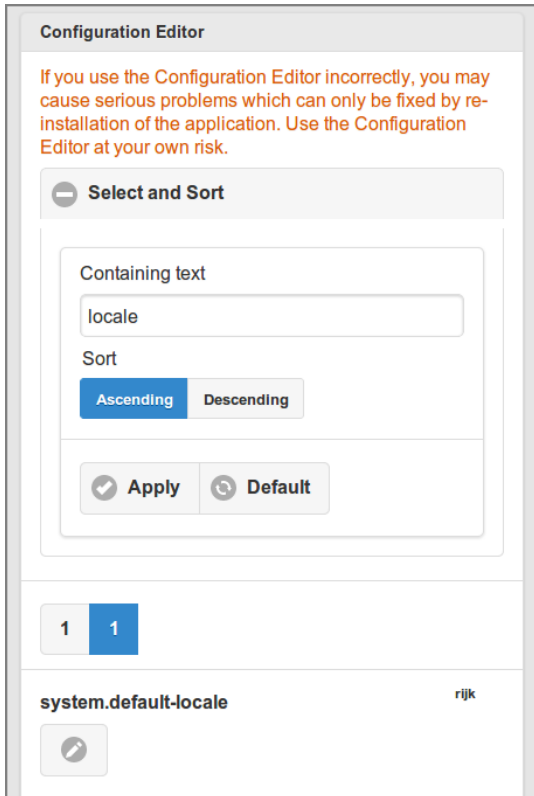 Configuration Editor
If you use the Configuration Editor incorrectly, you may
cause serious problems which can only be fixed by re-
installation of the application. Use the Configuration
Editor at your own risk.
Select and Sort
Containing text
locale
Sort
Ascending Descending
Apply Default
1 1
system.default-locale rijk